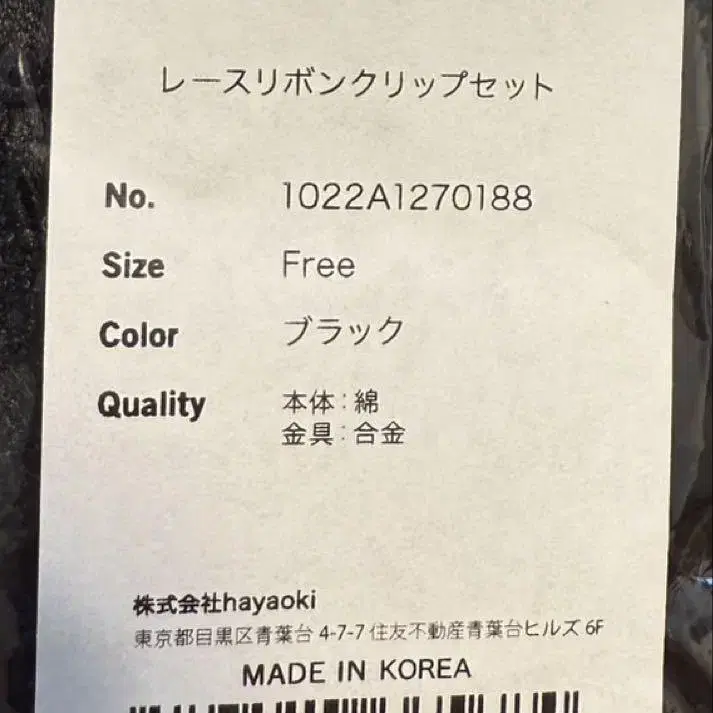 レースリボンクリップセット
No. 1022A1270188
Size Free
Color ブラック
Quality 本体:綿
金具:合金
株式会社hayaoki
東京都目黒区青葉台 4-7-7 住友不動産青葉台ヒルズ 6F
MADE IN KOREA